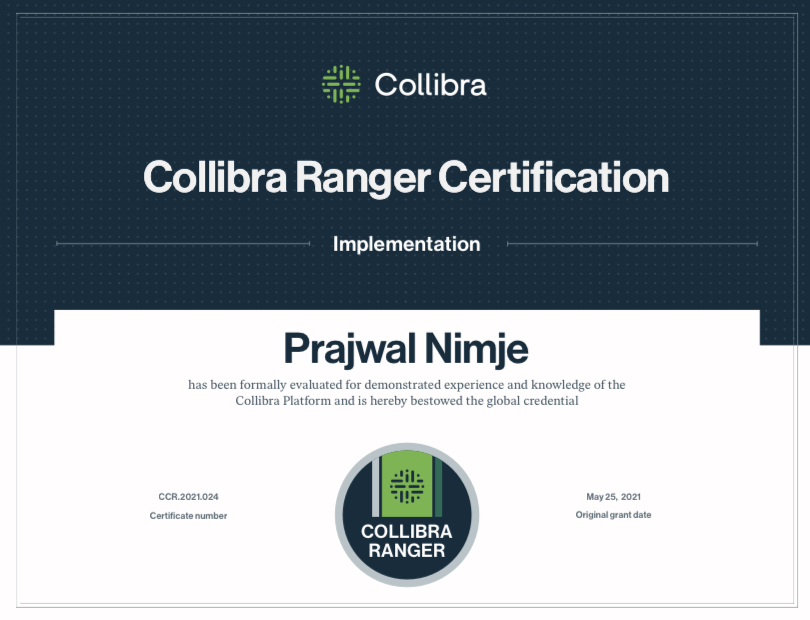 Collibra
Collibra Ranger Certification
Implementation
Prajwal Nimje
has been formally evaluated for demonstrated experience and knowledge of the
Collibra Platform and is hereby bestowed the global credential
CCR.2021.024
Certificate number
COLLIBRA
RANGER
May 25, 2021
Original grant date